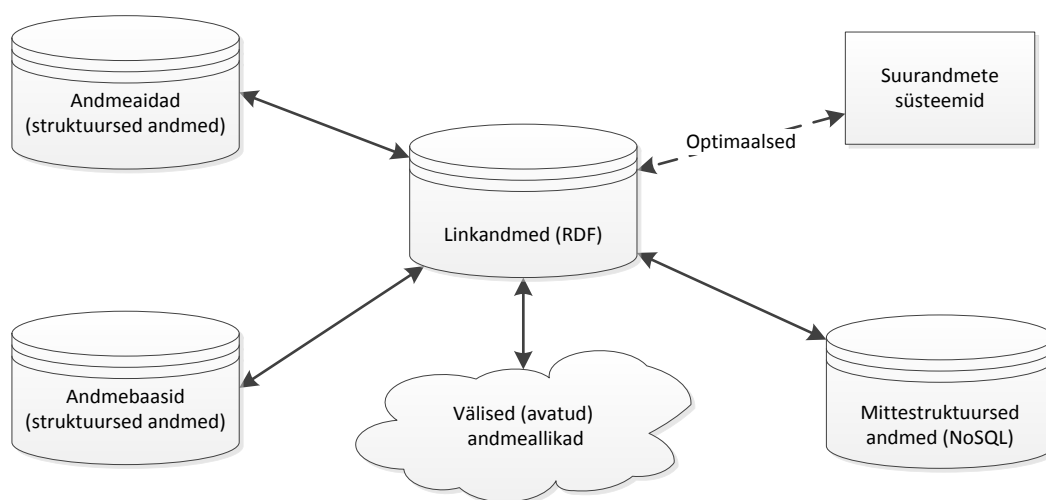 Andmeaidad
(struktuursed andmed)
Suurandmete
süsteemid
Optimaalsed
Linkandmed (RDF)
Andmebaasid
(struktuursed andmed)
Välised (avatud)
andmeallikad
Mittestruktuursed
andmed (NoSQL)